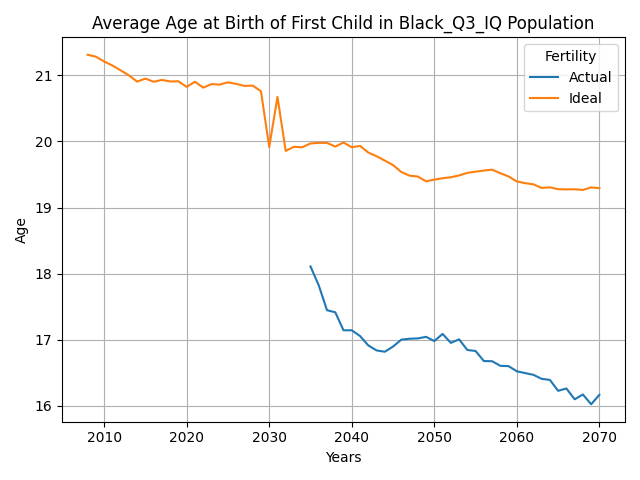 Average Age at Birth of First Child in Black_Q3_IQ Population
Fertility
Actual
Ideal
21
20
19
18
17
16
Age
2010 2020 2030 2040 2050 2060 2070
Years